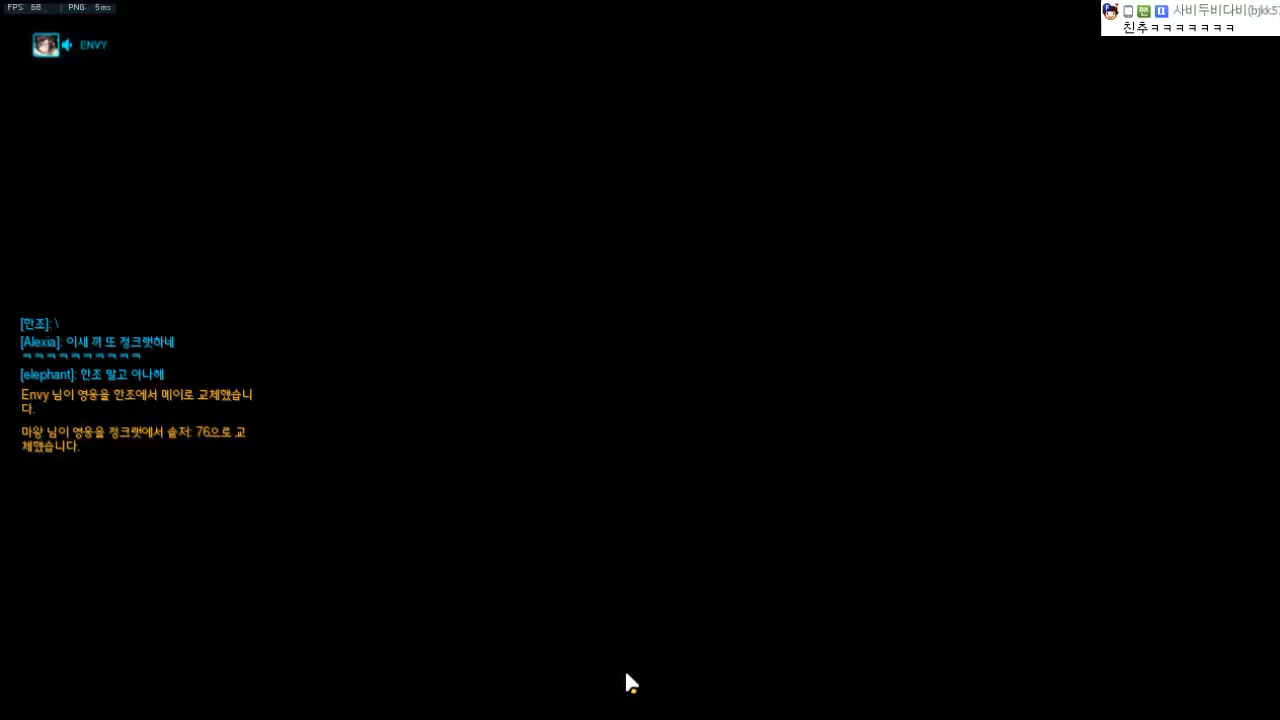 FPS: 68 | PNG: 5ms
사비두비다비(bjkk57
친추ㅋㅋㅋㅋㅋㅋㅋ
ENVY
[한조]: \
[Alexia]: 이새 끼 또 정크랫하네
ㅋㅋㅋㅋㅋㅋㅋㅋㅋㅋ
[elephant]: 한조 말고 아나해
Envy 님이 영웅을 한조에서 메이로 교체했습니
다.
마왕 님이 영웅을 정크랫에서 솔저: 76으로 교
체했습니다.